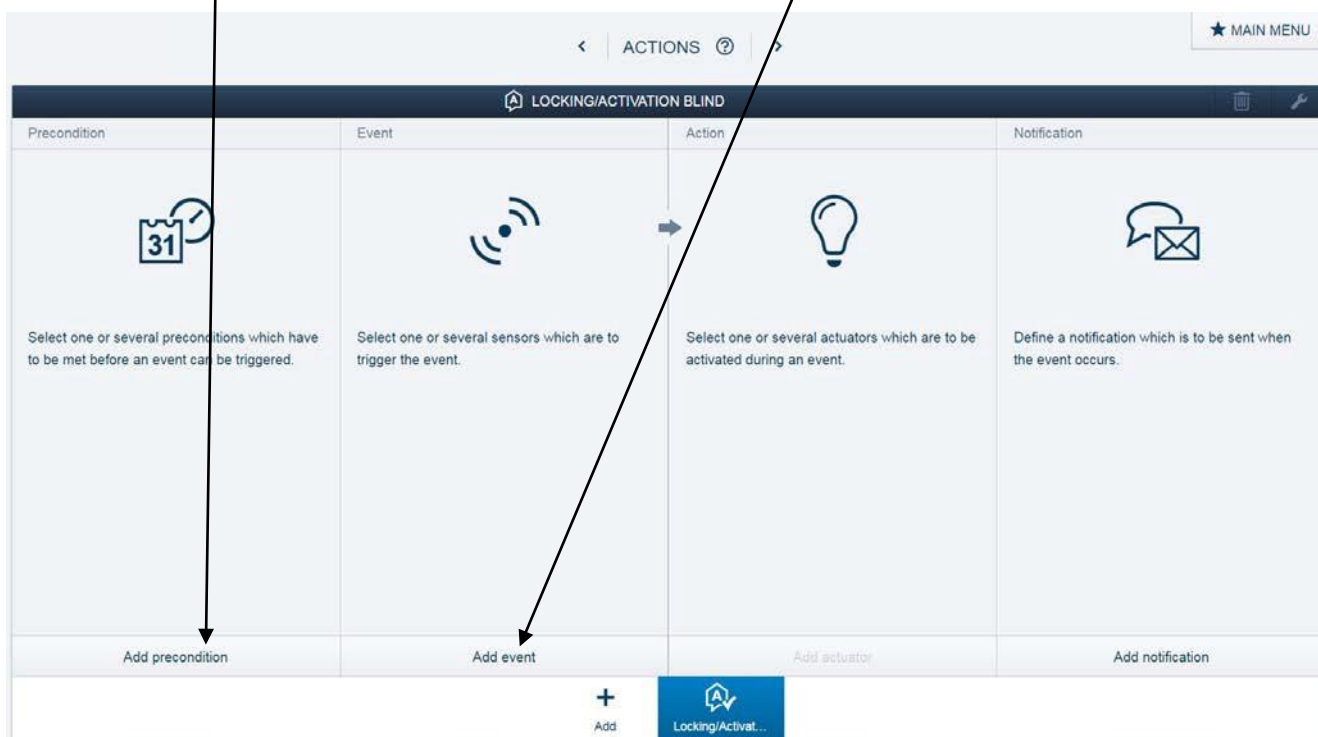 ★ MAIN MENU
< ACTIONS ? >
LOCKING/ACTIVATION BLIND
Precondition
Event
Action
Notification
31
Select one or several preconditions which have
to be met before an event can be triggered.
Select one or several sensors which are to
trigger the event.
Select one or several actuators which are to be
activated during an event.
Define a notification which is to be sent when
the event occurs.
Add precondition
Add event
Add actuator
Add notification
+
Add
A
Locking/Activat...